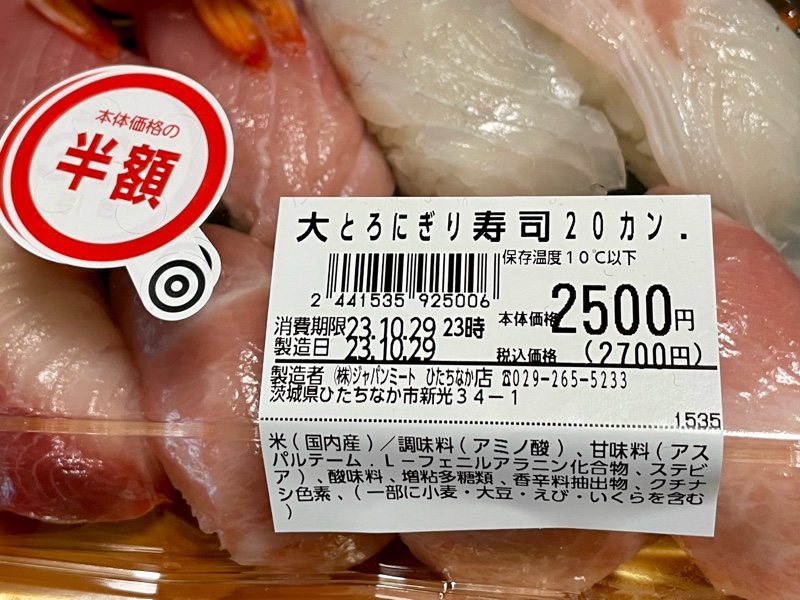 本体価格の
半額
大とろにぎり寿司20カン.
保存温度10℃以下
2 441535 925006
本体価格2500円
消費期限23.10.29 23時
製造日 23.10.29
税込価格 (2700円)
製造者 ㈱ジャパンミート ひたちなか店 ☎029-265-5233
茨城県ひたちなか市新光34-1
1535
米(国内産)/調味料(アミノ酸)、甘味料(アス
パルテーム、L-フェニルアラニン化合物、ステビ
ア)、酸味料、増粘多糖類、香辛料抽出物、クチナ
シ色素、(一部に小麦・大豆・えび・いくらを含む
)